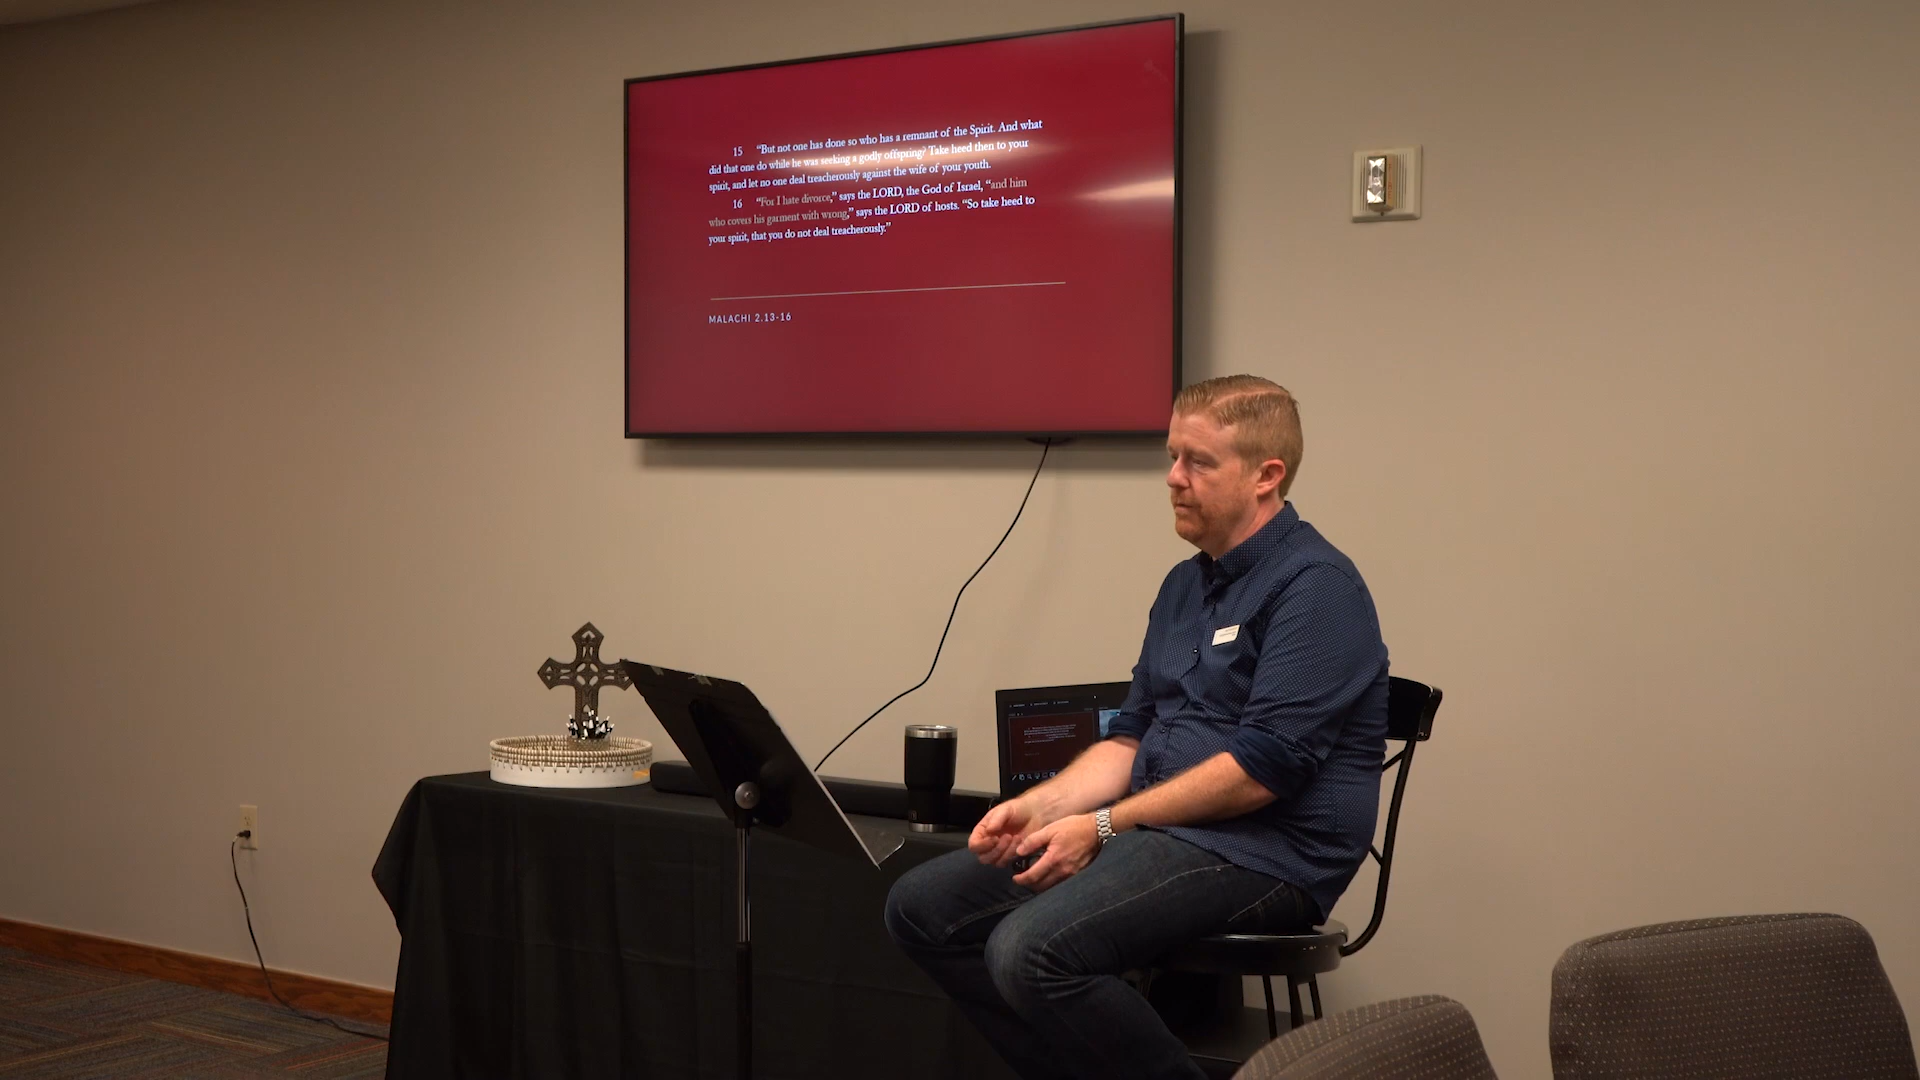 15 “But not one has done so who has a remnant of the Spirit. And what
did that one do while he was seeking a godly offspring? Take heed then to your
spirit, and let no one deal treacherously against the wife of your youth.
16 “For I hate divorce,” says the LORD, the God of Israel, “and him
who covers his garment with wrong,” says the LORD of hosts. “So take heed to
your spirit, that you do not deal treacherously.”
MALACHI 2.13-16